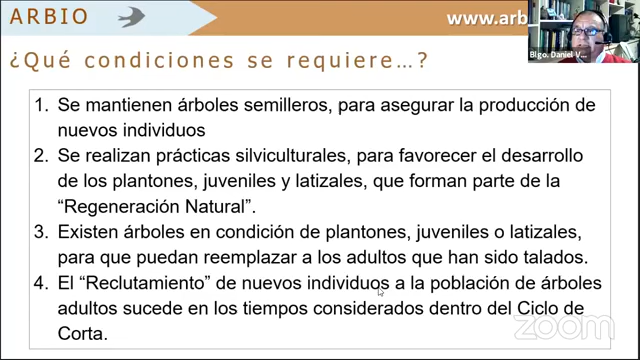 ARBIO
www.arb
Blgo. Daniel V...
¿Qué condiciones se requiere…?
1. Se mantienen árboles semilleros, para asegurar la producción de
nuevos individuos
2. Se realizan prácticas silviculturales, para favorecer el desarrollo
de los plantones, juveniles y latizales, que forman parte de la
“Regeneración Natural”.
3. Existen árboles en condición de plantones, juveniles o latizales,
para que puedan reemplazar a los adultos que han sido talados.
4. El “Reclutamiento” de nuevos individuos a la población de árboles
adultos sucede en los tiempos considerados dentro del Ciclo de
Corta.
zoom